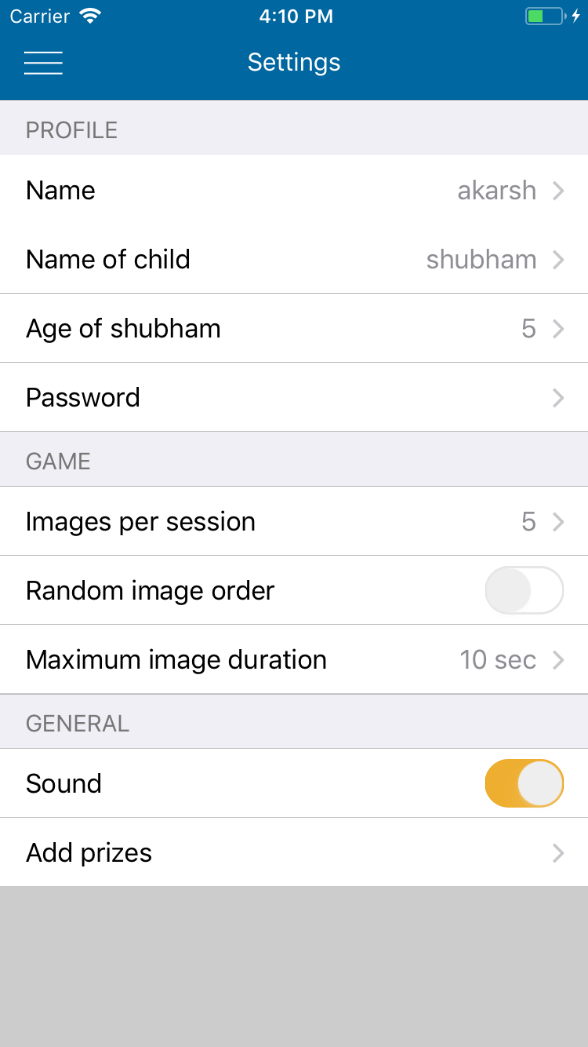 Carrier 4:10 PM
Settings
PROFILE
Name akarsh
Name of child shubham
Age of shubham 5
Password
GAME
Images per session 5
Random image order
Maximum image duration 10 sec
GENERAL
Sound
Add prizes